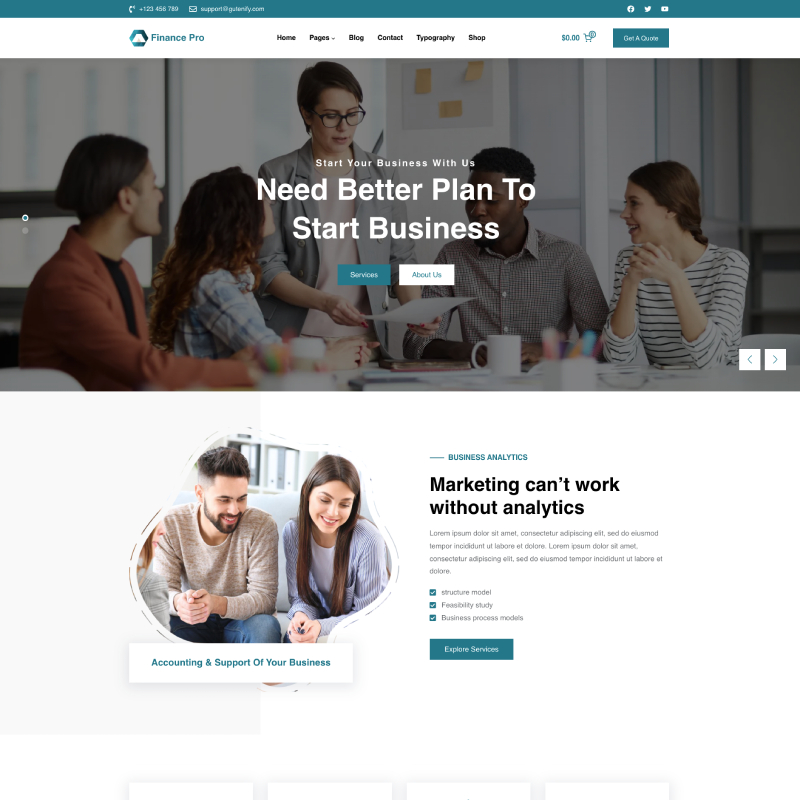 +123 456 789 support@gutenify.com
Finance Pro Home Pages Blog Contact Typography Shop $0.00 0 Get A Quote
Start Your Business With Us
Need Better Plan To
Start Business
Services About Us
BUSINESS ANALYTICS
Marketing can’t work
without analytics
Lorem ipsum dolor sit amet, consectetur adipiscing elit, sed do eiusmod
tempor incididunt ut labore et dolore. Lorem ipsum dolor sit amet,
consectetur adipiscing elit, sed do eiusmod tempor incididunt ut labore et
dolore.
structure model
Feasibility study
Business process models
Explore Services
Accounting & Support Of Your Business